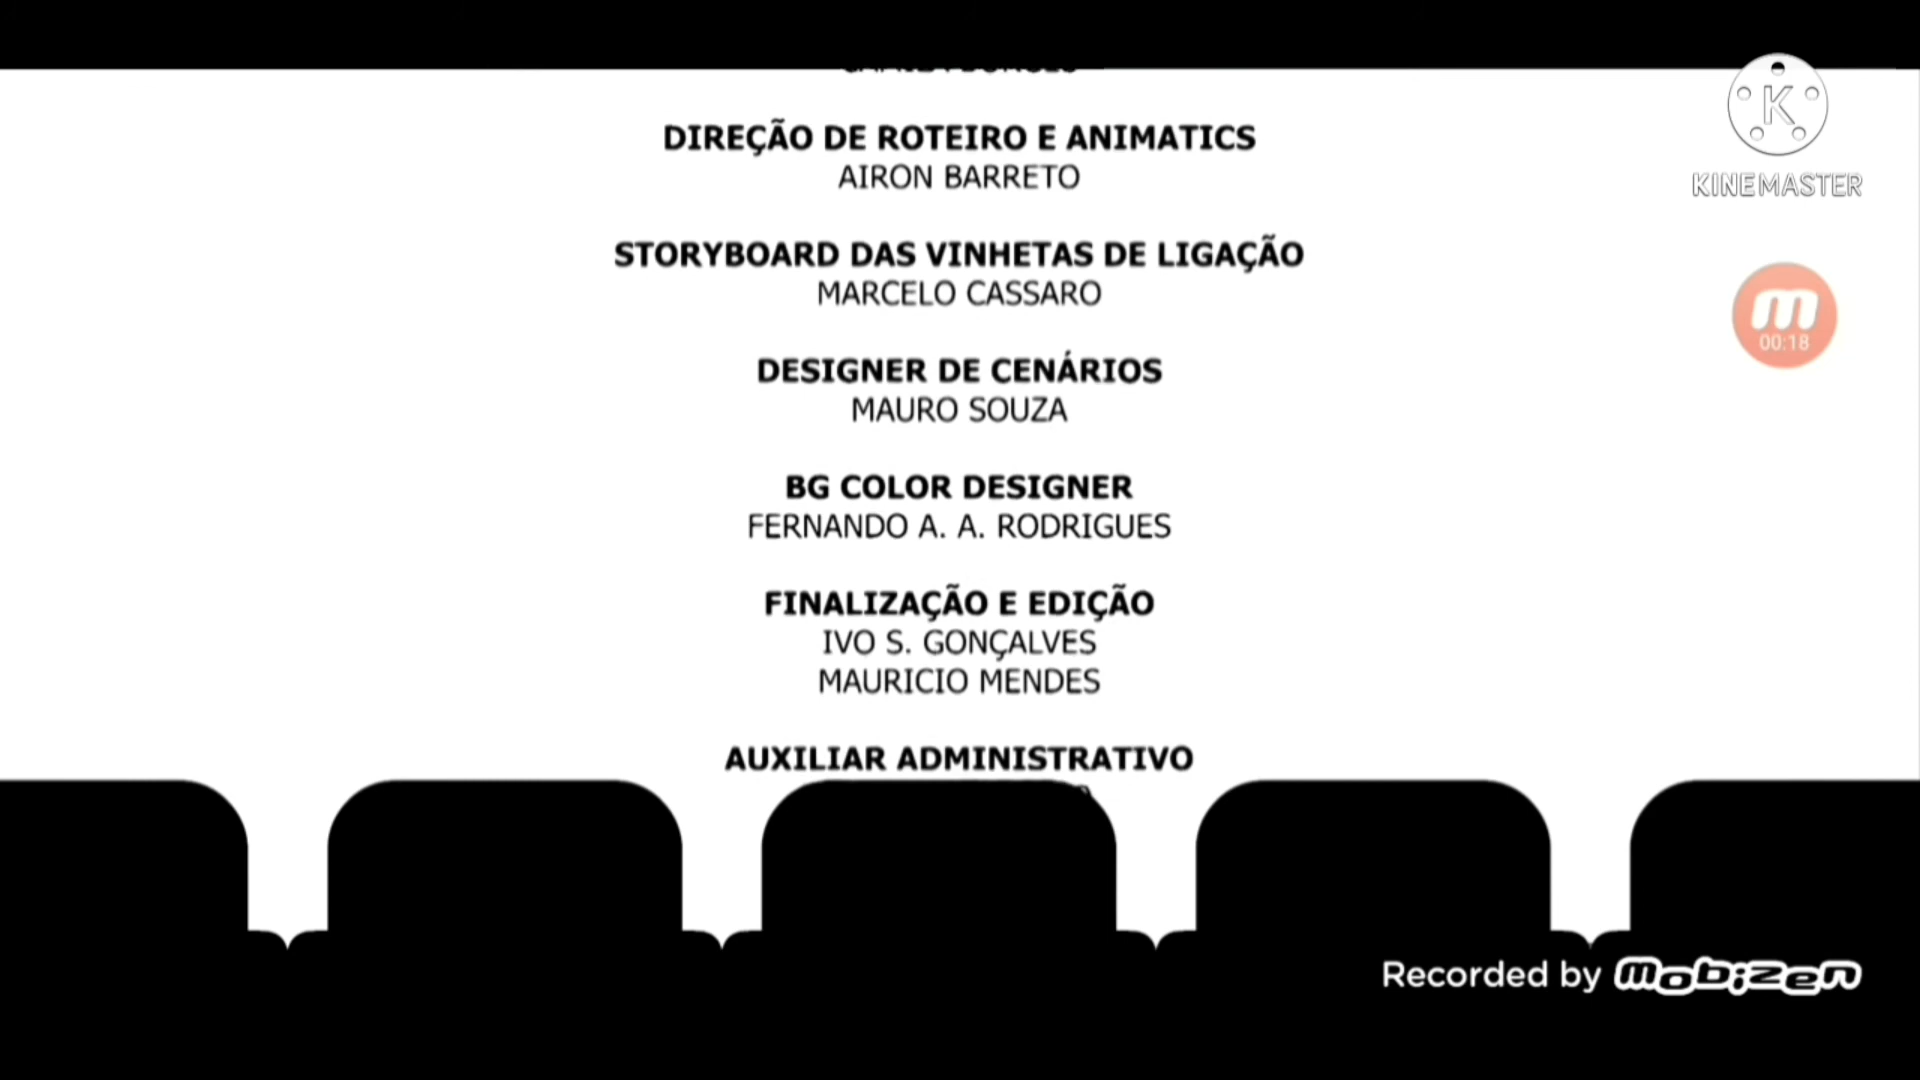 DIREÇÃO DE ROTEIRO E ANIMATICS
AIRON BARRETO
STORYBOARD DAS VINHETAS DE LIGAÇÃO
MARCELO CASSARO
DESIGNER DE CENÁRIOS
MAURO SOUZA
BG COLOR DESIGNER
FERNANDO A. A. RODRIGUES
FINALIZAÇÃO E EDIÇÃO
IVO S. GONÇALVES
MAURICIO MENDES
AUXILIAR ADMINISTRATIVO
K
KINEMASTER
m
00:18
Recorded by mobizen